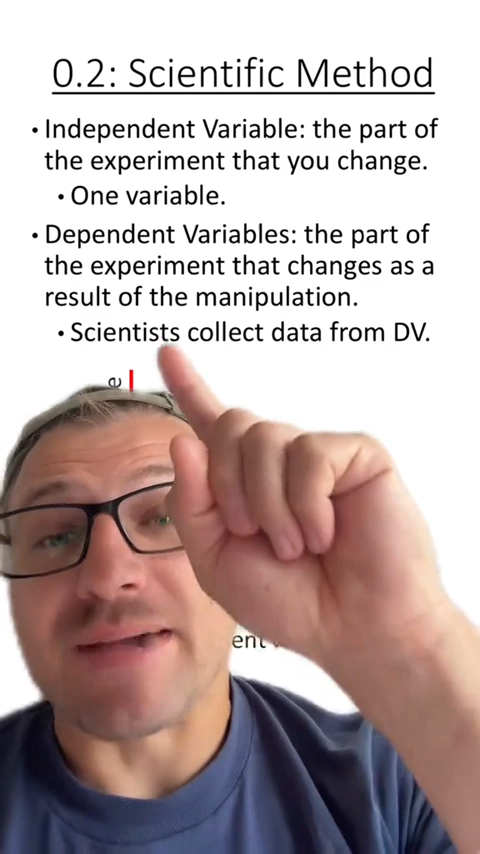 0.2: Scientific Method
• Independent Variable: the part of
the experiment that you change.
• One variable.
• Dependent Variables: the part of
the experiment that changes as a
result of the manipulation.
• Scientists collect data from DV.